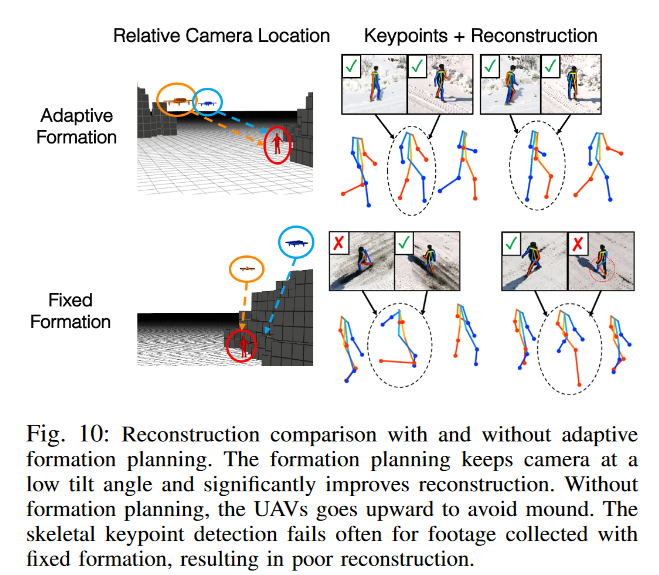 Relative Camera Location
Keypoints + Reconstruction
Adaptive
Formation
Fixed
Formation
Fig. 10: Reconstruction comparison with and without adaptive
formation planning. The formation planning keeps camera at a
low tilt angle and significantly improves reconstruction. Without
formation planning, the UAVs goes upward to avoid mound. The
skeletal keypoint detection fails often for footage collected with
fixed formation, resulting in poor reconstruction.